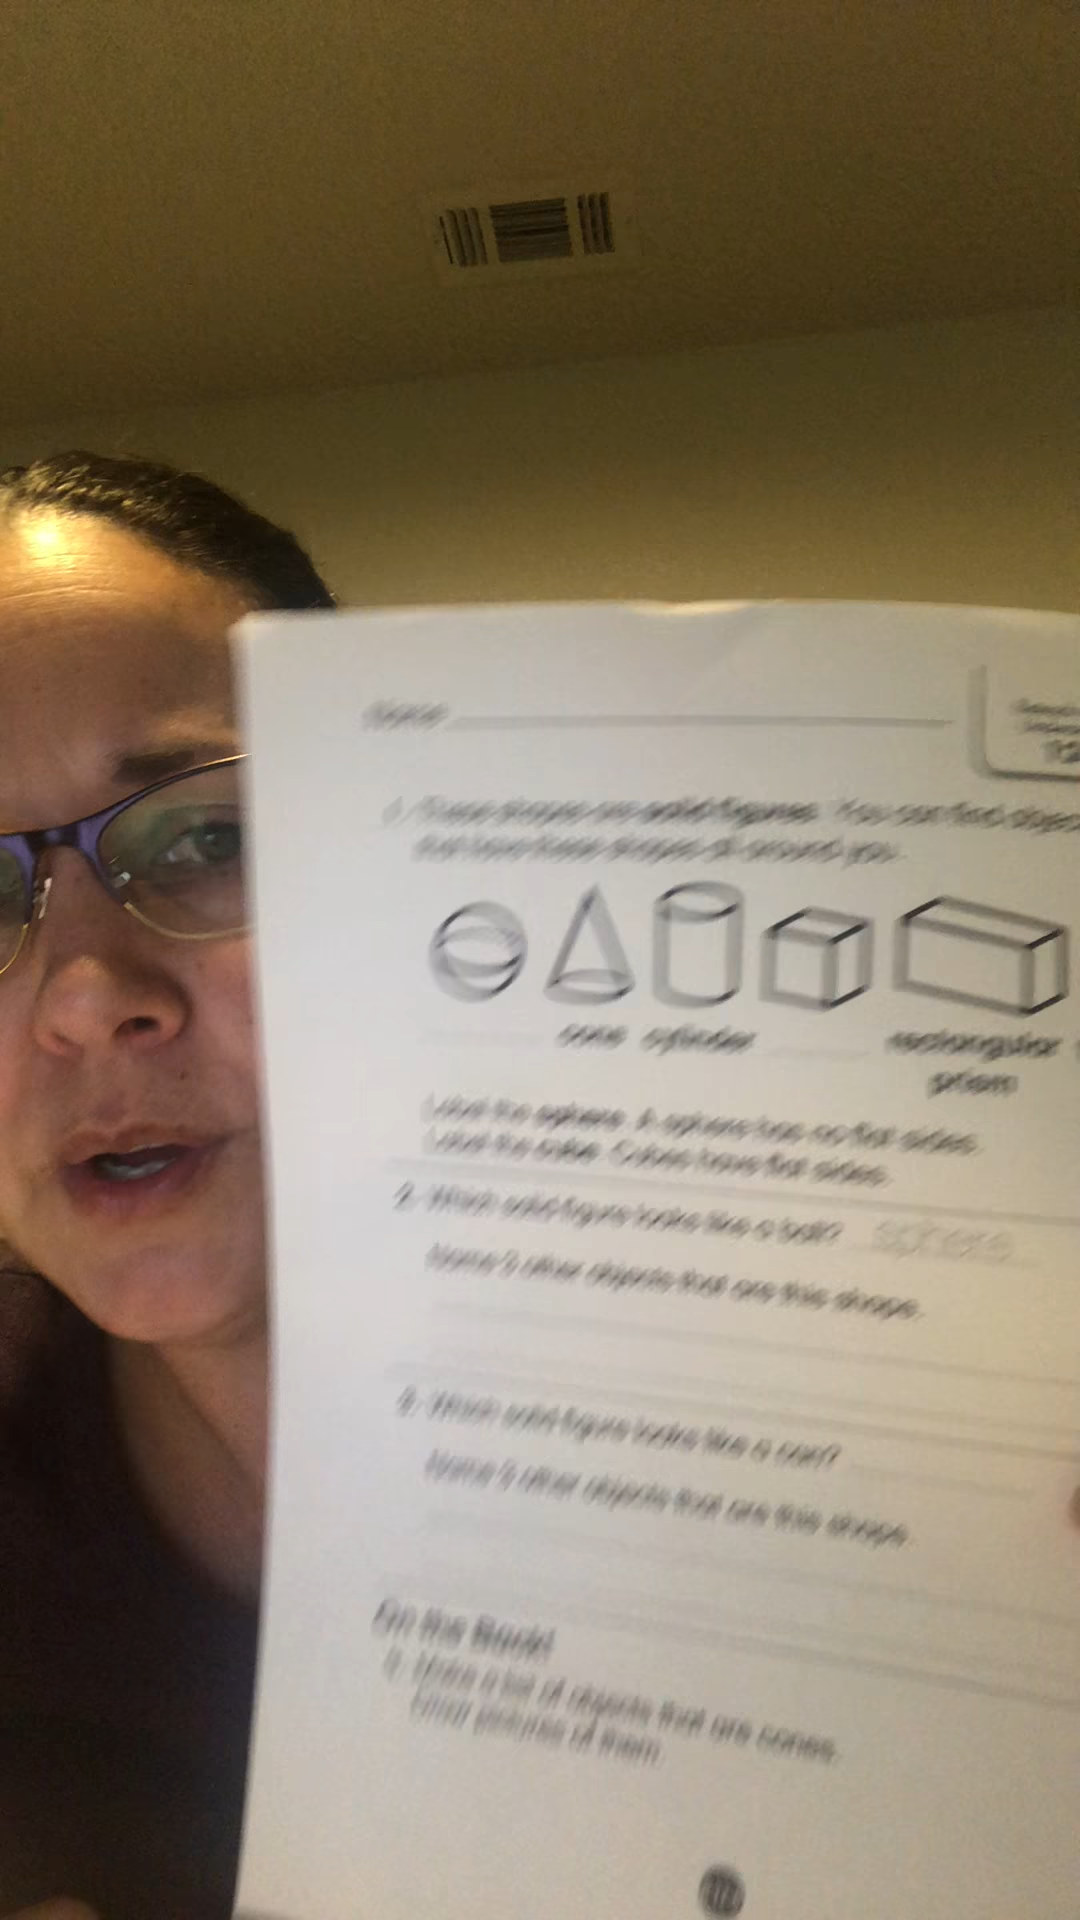 Name
1. These shapes are solid figures. You can find
that have these shapes all around you.
cone cylinder rectangular
prism
Label the sphere. A sphere has no flat sides.
Label the cube. Cubes have flat sides.
2. Which solid figure looks like a ball? sphere
Name 3 other objects that are this shape.
3. Which solid figure looks like a can?
Name 3 other objects that are this shape.
On the Back!
4. Make a list of objects that are cones.
Draw pictures of them.